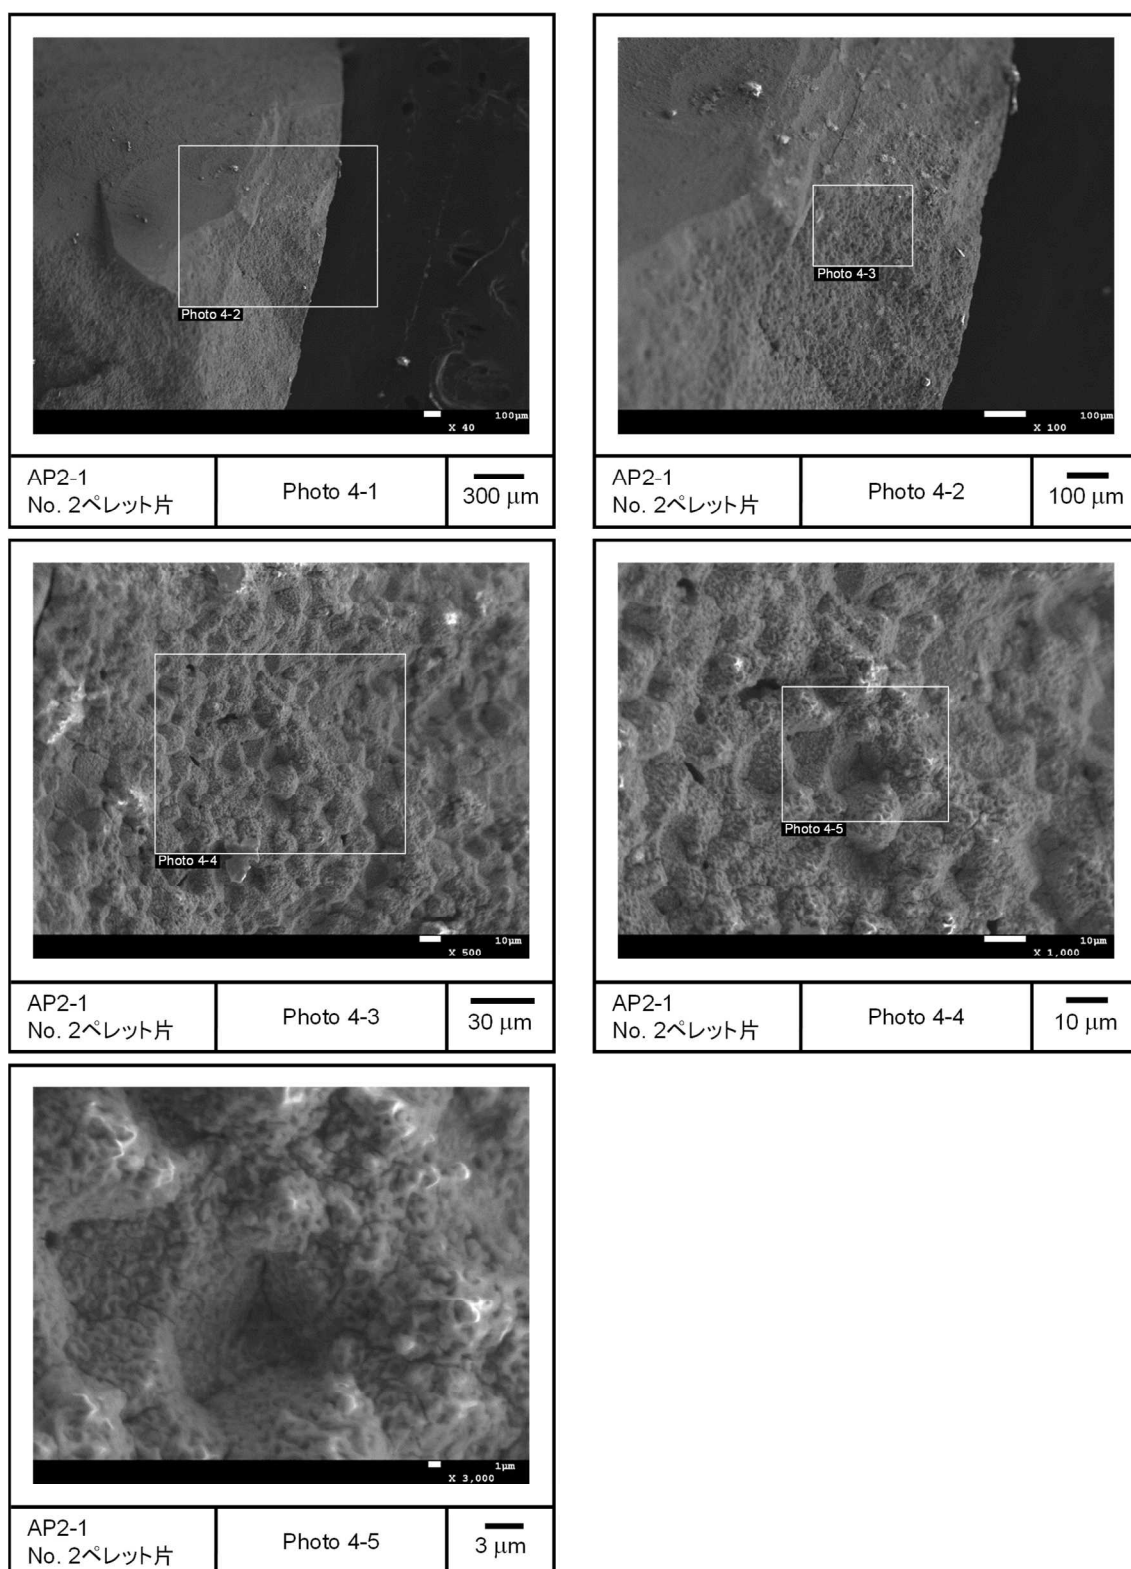 Photo 4-2
100μm
X 40
AP2-1
No. 2ペレット片
Photo 4-1
300 μm
Photo 4-3
100μm
X 100
AP2-1
No. 2ペレット片
Photo 4-2
100 μm
Photo 4-4
10μm
X 500
AP2-1
No. 2ペレット片
Photo 4-3
30 μm
Photo 4-5
10μm
X 1,000
AP2-1
No. 2ペレット片
Photo 4-4
10 μm
1μm
X 3,000
AP2-1
No. 2ペレット片
Photo 4-5
3 μm